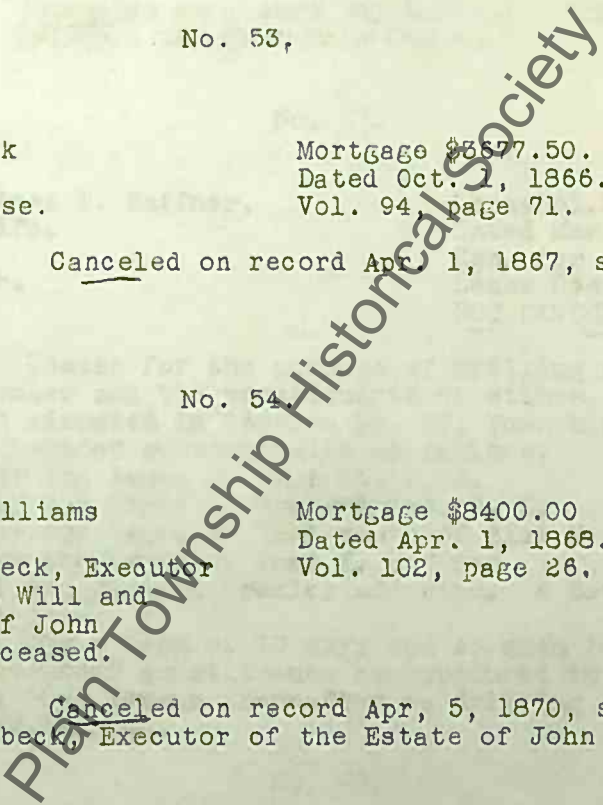 No. 53,
k Mortgage $3677.50.
Dated Oct. 1, 1866.
se. Vol. 94, page 71.
Canceled on record Apr. 1, 1867, s
No. 54.
lliams Mortgage $8400.00
Dated Apr. 1, 1868.
eck, Executor Vol. 102, page 26.
Will and
f John
ceased.
Canceled on record Apr, 5, 1870, s
beck, Executor of the Estate of John
Plain Township Historical Society